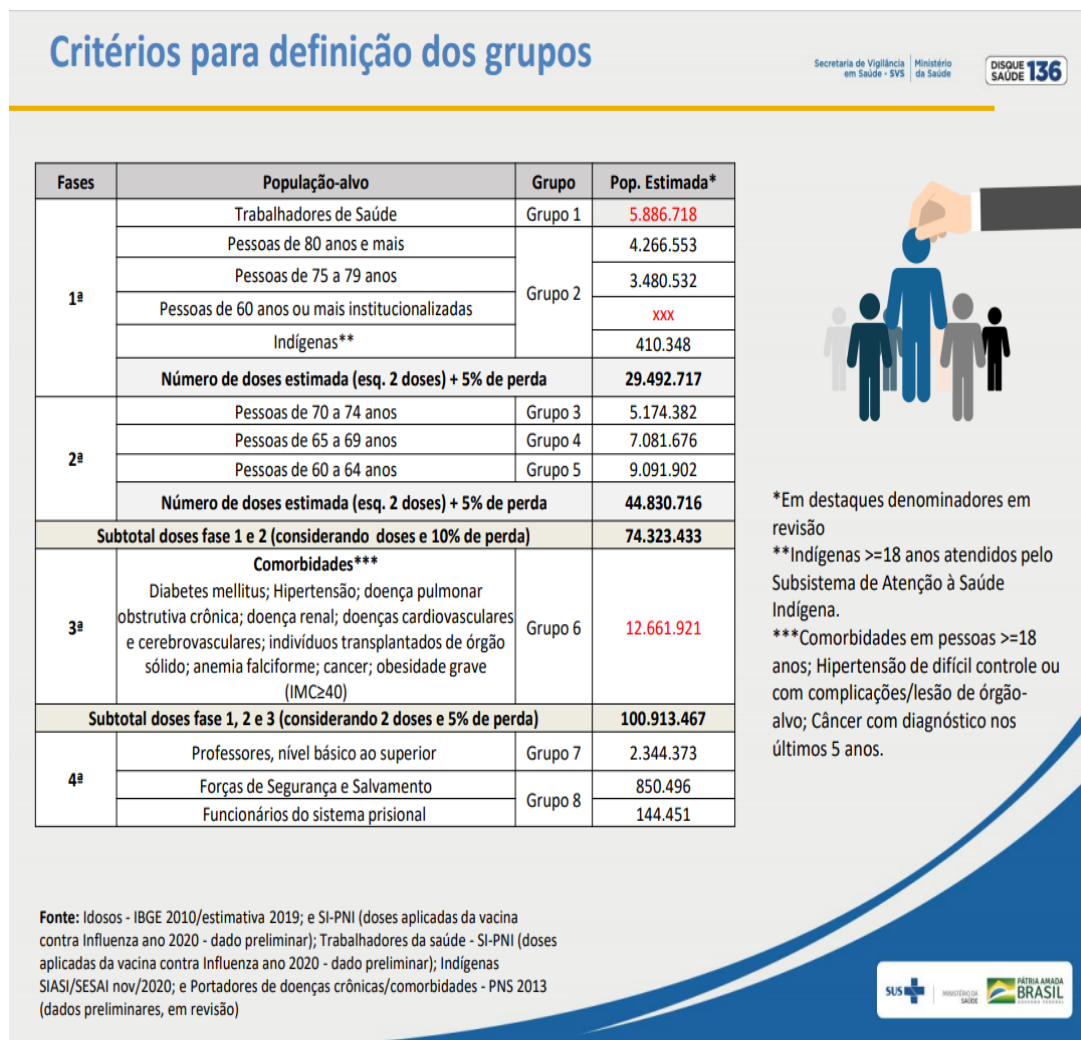 Critérios para definição dos grupos
Secretaria de Vigilância
em Saúde - SVS
Ministério
da Saúde
DISQUE
SAÚDE 136
Fases População-alvo Grupo Pop. Estimada*
1ª
Trabalhadores de Saúde Grupo 1 5.886.718
Pessoas de 80 anos e mais 4.266.553
Pessoas de 75 a 79 anos 3.480.532
Grupo 2
Pessoas de 60 anos ou mais institucionalizadas xxx
Indígenas** 410.348
Número de doses estimada (esq. 2 doses) + 5% de perda 29.492.717
2ª
Pessoas de 70 a 74 anos Grupo 3 5.174.382
Pessoas de 65 a 69 anos Grupo 4 7.081.676
Pessoas de 60 a 64 anos Grupo 5 9.091.902
Número de doses estimada (esq. 2 doses) + 5% de perda 44.830.716
Subtotal doses fase 1 e 2 (considerando doses e 10% de perda) 74.323.433
3ª
Comorbidades***
Diabetes mellitus; Hipertensão; doença pulmonar
obstrutiva crônica; doença renal; doenças cardiovasculares
e cerebrovasculares; indivíduos transplantados de órgão
sólido; anemia falciforme; cancer; obesidade grave
(IMC≥40)
Grupo 6 12.661.921
Subtotal doses fase 1, 2 e 3 (considerando 2 doses e 5% de perda) 100.913.467
4ª
Professores, nível básico ao superior Grupo 7 2.344.373
Forças de Segurança e Salvamento 850.496
Grupo 8
Funcionários do sistema prisional 144.451
*Em destaques denominadores em
revisão
**Indígenas >=18 anos atendidos pelo
Subsistema de Atenção à Saúde
Indígena.
***Comorbidades em pessoas >=18
anos; Hipertensão de difícil controle ou
com complicações/lesão de órgão-
alvo; Câncer com diagnóstico nos
últimos 5 anos.
Fonte: Idosos - IBGE 2010/estimativa 2019; e SI-PNI (doses aplicadas da vacina
contra Influenza ano 2020 - dado preliminar); Trabalhadores da saúde - SI-PNI (doses
aplicadas da vacina contra Influenza ano 2020 - dado preliminar); Indígenas
SIASI/SESAI nov/2020; e Portadores de doenças crônicas/comorbidades - PNS 2013
(dados preliminares, em revisão)
SUS
MINISTÉRIO DA
SAÚDE
PÁTRIA AMADA
BRASIL
GOVERNO FEDERAL